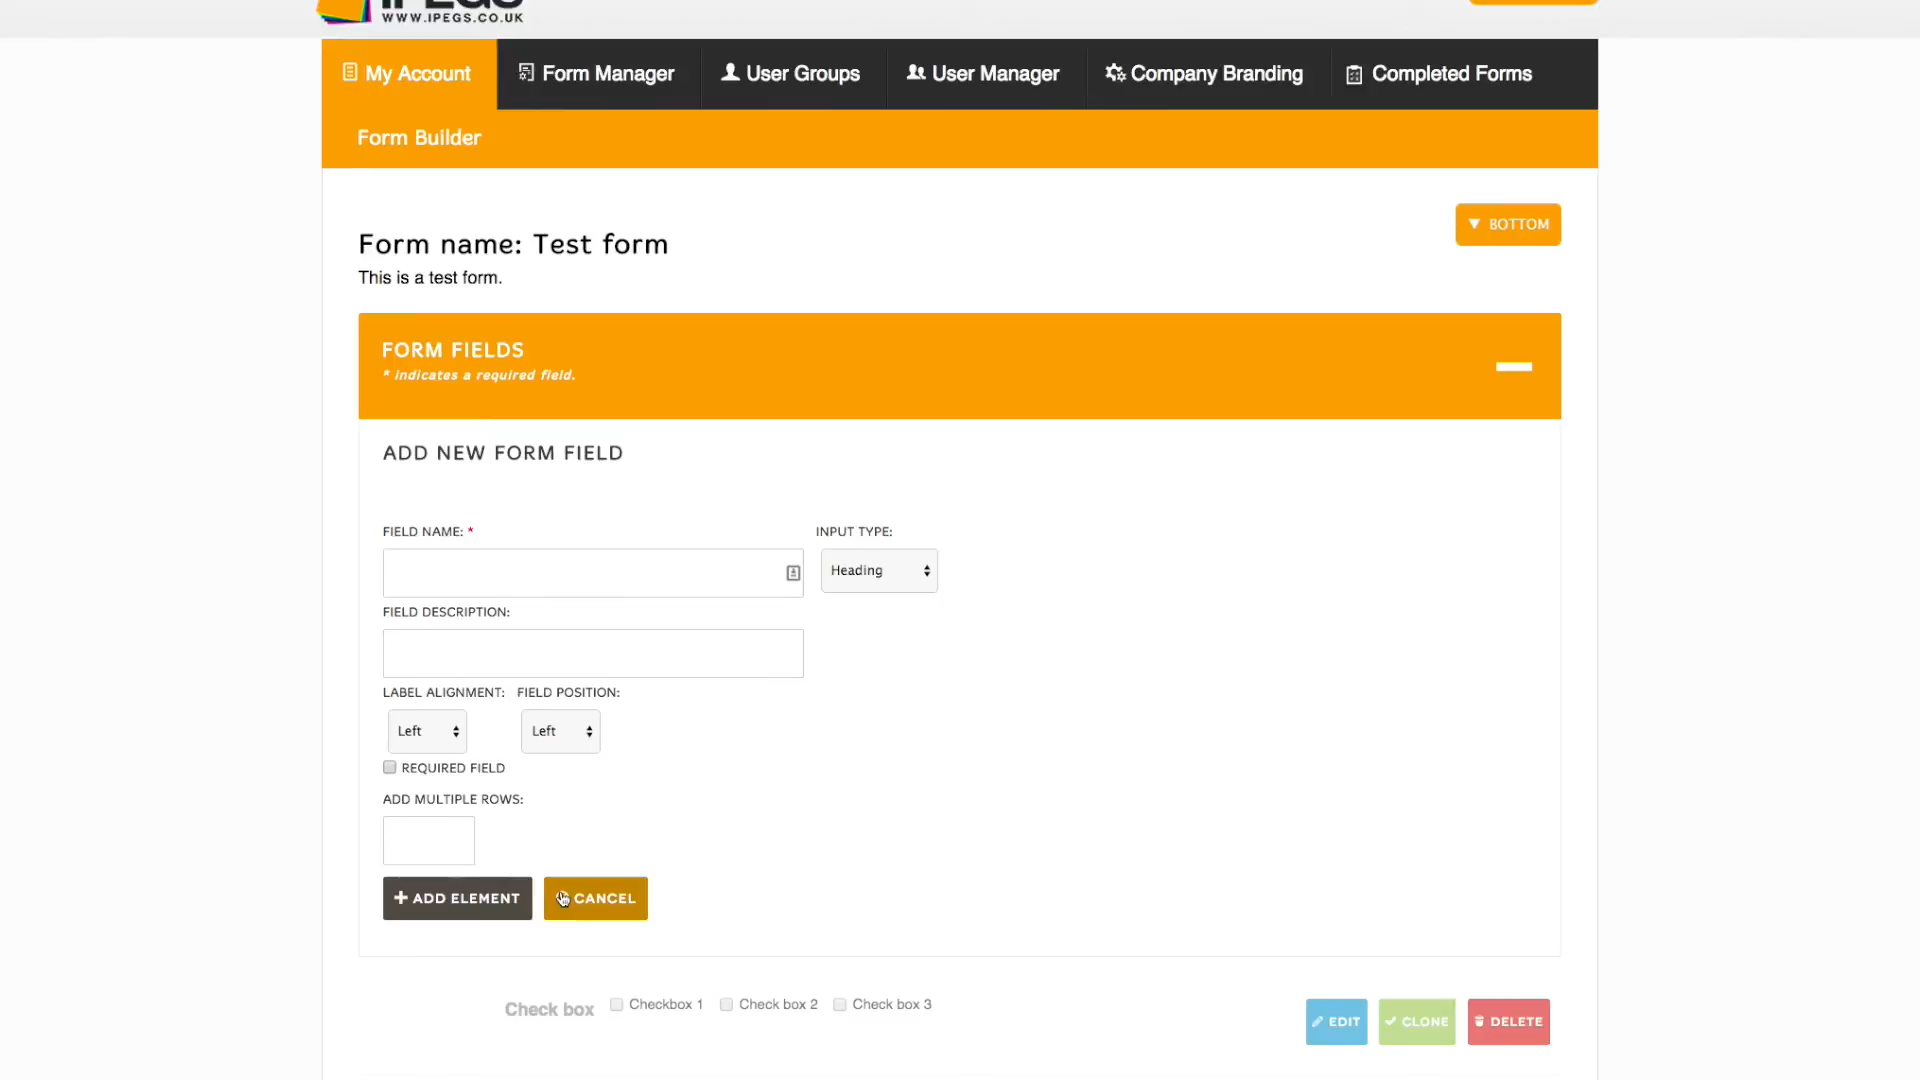 IPEGS
WWW.IPEGS.CO.UK
My Account
Form Manager
User Groups
User Manager
Company Branding
Completed Forms
Form Builder
BOTTOM
Form name: Test form
This is a test form.
FORM FIELDS
* indicates a required field.
ADD NEW FORM FIELD
FIELD NAME: *
INPUT TYPE:
Heading
FIELD DESCRIPTION:
LABEL ALIGNMENT:
FIELD POSITION:
Left
Left
REQUIRED FIELD
ADD MULTIPLE ROWS:
ADD ELEMENT
CANCEL
Check box
Checkbox 1
Check box 2
Check box 3
EDIT
CLONE
DELETE